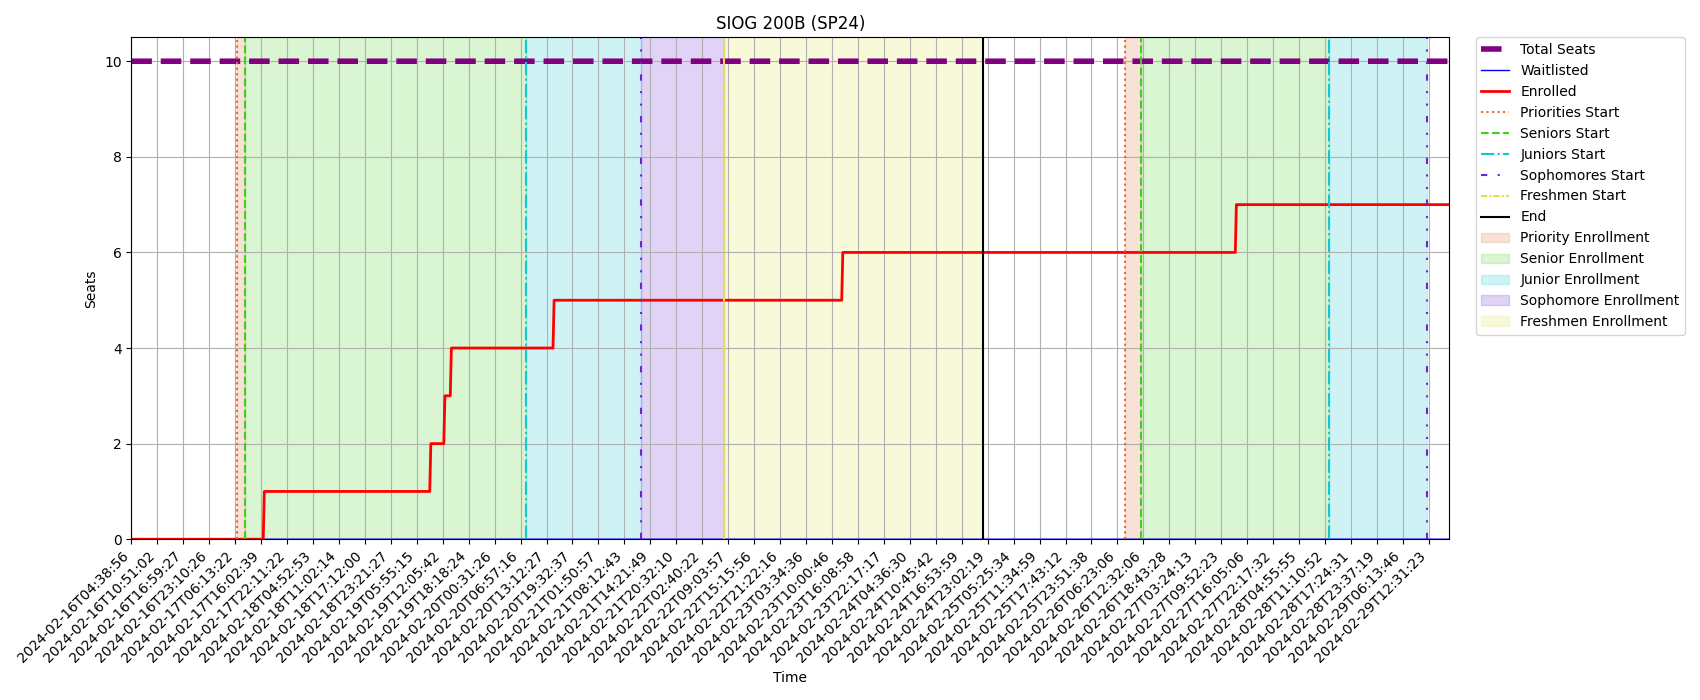 SIOG 200B (SP24)
10
8
6
4
2
0
Seats
2024-02-16T04:38:56
2024-02-16T10:51:02
2024-02-16T16:59:27
2024-02-16T23:10:26
2024-02-17T06:13:22
2024-02-17T16:02:39
2024-02-17T22:11:22
2024-02-18T04:52:53
2024-02-18T11:02:14
2024-02-18T17:12:00
2024-02-18T23:21:27
2024-02-19T05:55:15
2024-02-19T12:05:42
2024-02-19T18:18:24
2024-02-20T00:31:26
2024-02-20T06:57:16
2024-02-20T13:12:27
2024-02-20T19:32:37
2024-02-21T01:50:57
2024-02-21T08:12:43
2024-02-21T14:21:49
2024-02-21T20:32:10
2024-02-22T02:40:22
2024-02-22T09:03:57
2024-02-22T15:15:56
2024-02-22T21:22:16
2024-02-23T03:34:36
2024-02-23T10:00:46
2024-02-23T16:08:58
2024-02-23T22:17:17
2024-02-24T04:36:30
2024-02-24T10:45:42
2024-02-24T16:53:59
2024-02-24T23:02:19
2024-02-25T05:25:34
2024-02-25T11:34:59
2024-02-25T17:43:12
2024-02-25T23:51:38
2024-02-26T06:23:06
2024-02-26T12:32:06
2024-02-26T18:43:28
2024-02-27T03:24:13
2024-02-27T09:52:23
2024-02-27T16:05:06
2024-02-27T22:17:32
2024-02-28T04:55:55
2024-02-28T11:10:52
2024-02-28T17:24:31
2024-02-28T23:37:19
2024-02-29T06:13:46
2024-02-29T12:31:23
Time
Total Seats
Waitlisted
Enrolled
Priorities Start
Seniors Start
Juniors Start
Sophomores Start
Freshmen Start
End
Priority Enrollment
Senior Enrollment
Junior Enrollment
Sophomore Enrollment
Freshmen Enrollment